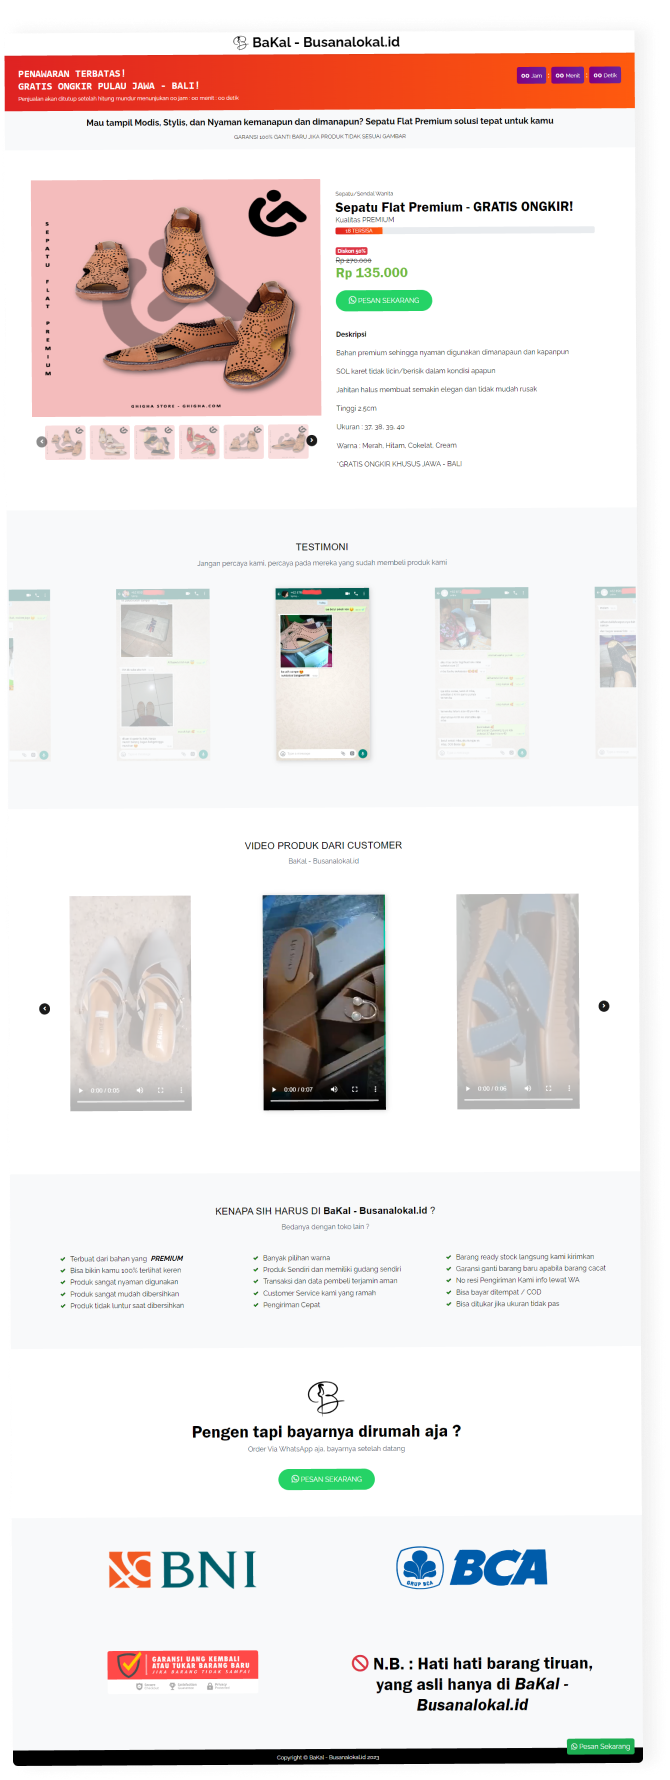 BaKal - Busanalokal.id
PENAWARAN TERBATAS!
GRATIS ONGKIR PULAU JAWA - BALI!
Penjualan akan ditutup setelah hitung mundur menunjukan 00 jam : 00 menit : 00 detik
00 Jam : 00 Menit : 00 Detik
Mau tampil Modis, Stylis, dan Nyaman kemanapun dan dimanapun? Sepatu Flat Premium solusi tepat untuk kamu
GARANSI 100% GANTI BARU JIKA PRODUK TIDAK SESUAI GAMBAR
SEPATU FLAT PREMIUM
GHIGHA STORE - GHIGHA.COM
Sepatu/Sendal Wanita
Sepatu Flat Premium - GRATIS ONGKIR!
Kualitas PREMIUM
18 TERSISA
Diskon 50%
Rp 270.000
Rp 135.000
PESAN SEKARANG
Deskripsi
Bahan premium sehingga nyaman digunakan dimanapaun dan kapanpun
SOL karet tidak licin/berisik dalam kondisi apapun
Jahitan halus membuat semakin elegan dan tidak mudah rusak
Tinggi 2.5cm
Ukuran : 37, 38, 39, 40
Warna : Merah, Hitam, Cokelat, Cream
*GRATIS ONGKIR KHUSUS JAWA - BALI
TESTIMONI
Jangan percaya kami, percaya pada mereka yang sudah membeli produk kami
VIDEO PRODUK DARI CUSTOMER
BaKal - Busanalokal.id
0:00 / 0:05
0:00 / 0:07
0:00 / 0:06
KENAPA SIH HARUS DI BaKal - Busanalokal.id ?
Bedanya dengan toko lain ?
Terbuat dari bahan yang PREMIUM
Bisa bikin kamu 100% terlihat keren
Produk sangat nyaman digunakan
Produk sangat mudah dibersihkan
Produk tidak luntur saat dibersihkan
Banyak pilihan warna
Produk Sendiri dan memiliki gudang sendiri
Transaksi dan data pembeli terjamin aman
Customer Service kami yang ramah
Pengiriman Cepat
Barang ready stock langsung kami kirimkan
Garansi ganti barang baru apabila barang cacat
No resi Pengiriman Kami info lewat WA
Bisa bayar ditempat / COD
Bisa ditukar jika ukuran tidak pas
Pengen tapi bayarnya dirumah aja ?
Order Via WhatsApp aja, bayarnya setelah datang
PESAN SEKARANG
BNI
GRUP BCA
BCA
GARANSI UANG KEMBALI
ATAU TUKAR BARANG BARU
JIKA BARANG TIDAK SAMPAI
N.B. : Hati hati barang tiruan,
yang asli hanya di BaKal -
Busanalokal.id
Pesan Sekarang
Copyright © BaKal - Busanalokal.id 2023